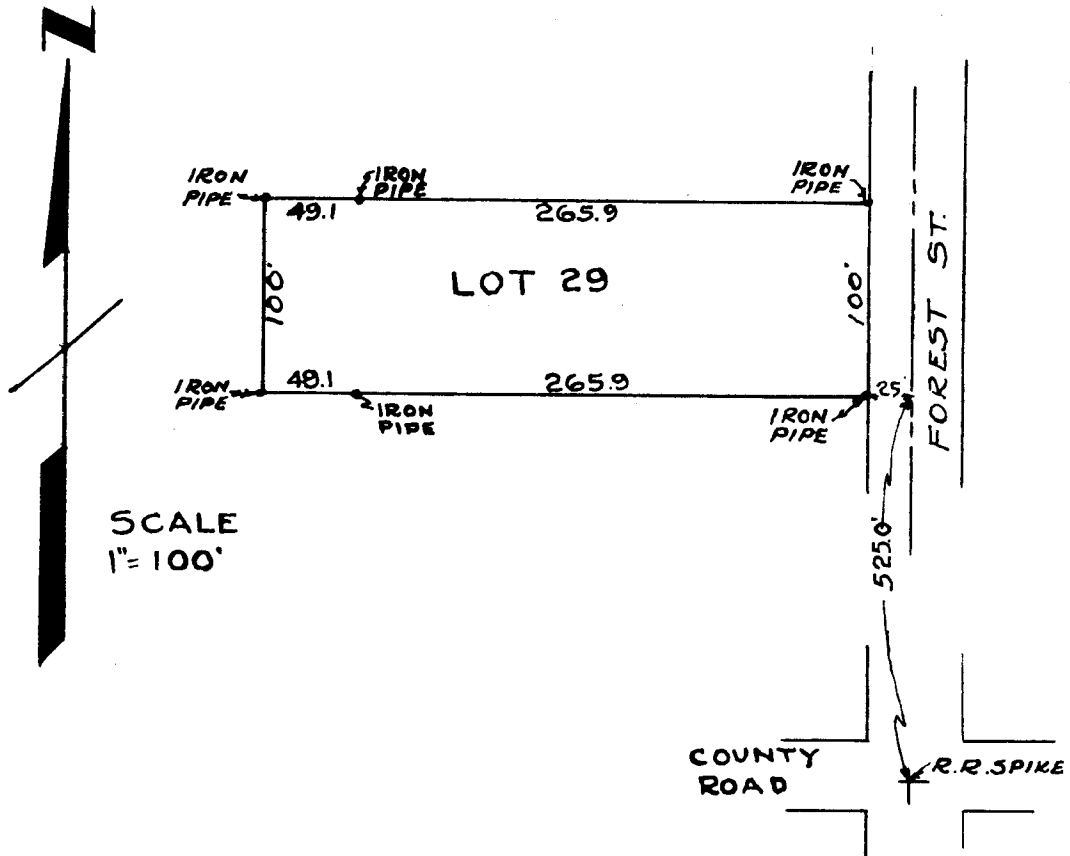 N
IRON
PIPE
IRON
PIPE
IRON
PIPE
49.1
265.9
LOT 29
100'
100'
FOREST ST.
IRON
PIPE
49.1
265.9
25'
IRON
PIPE
IRON
PIPE
SCALE
1"= 100'
525.0'
COUNTY
ROAD
R.R. SPIKE